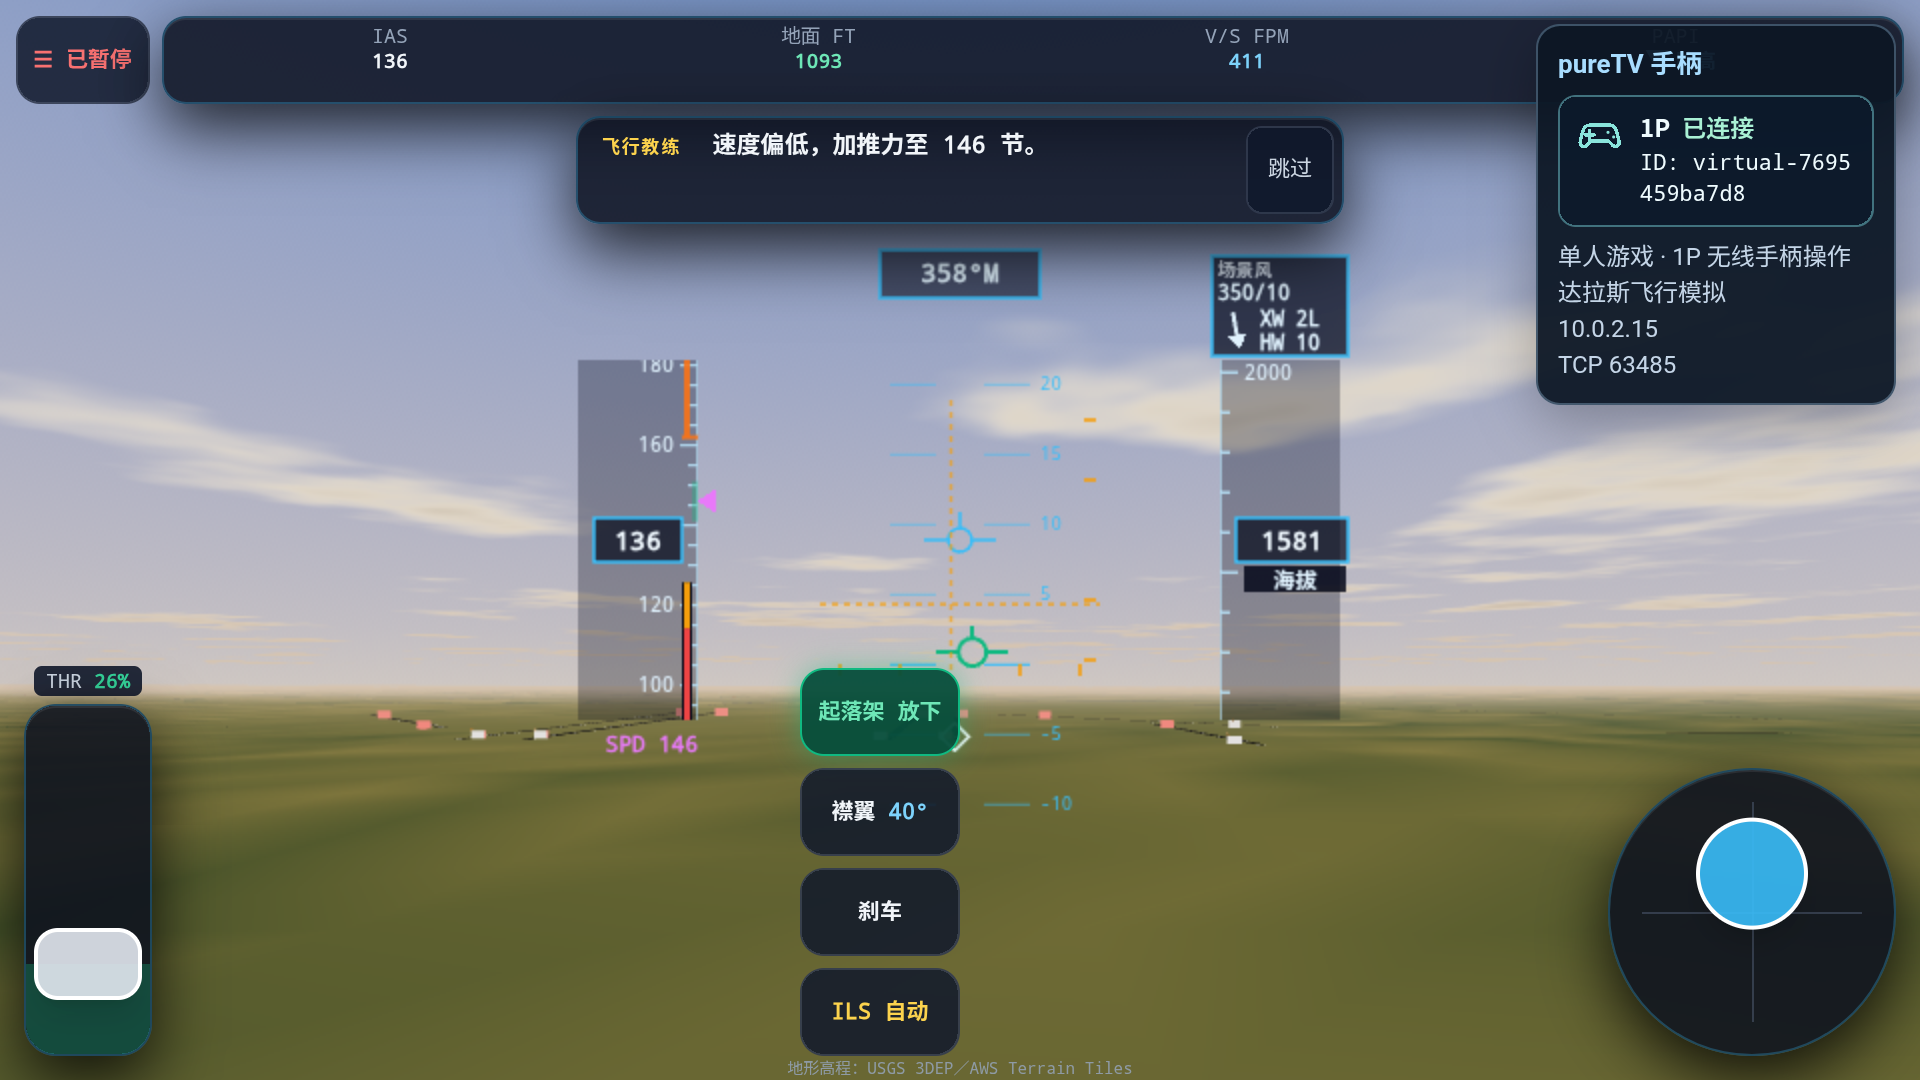 ☰ 已暂停
IAS
136
地面 FT
1093
V/S FPM
411
PAPI
pureTV 手柄
1P 已连接
ID: virtual-7695
459ba7d8
单人游戏 · 1P 无线手柄操作
达拉斯飞行模拟
10.0.2.15
TCP 63485
飞行教练 速度偏低，加推力至 146 节。
跳过
358°M
场景风
350/10
XW 2L
HW 10
180
160
136
120
100
SPD 146
20
15
10
5
-5
-10
2000
1581
海拔
THR 26%
起落架 放下
襟翼 40°
刹车
ILS 自动
地形高程：USGS 3DEP／AWS Terrain Tiles